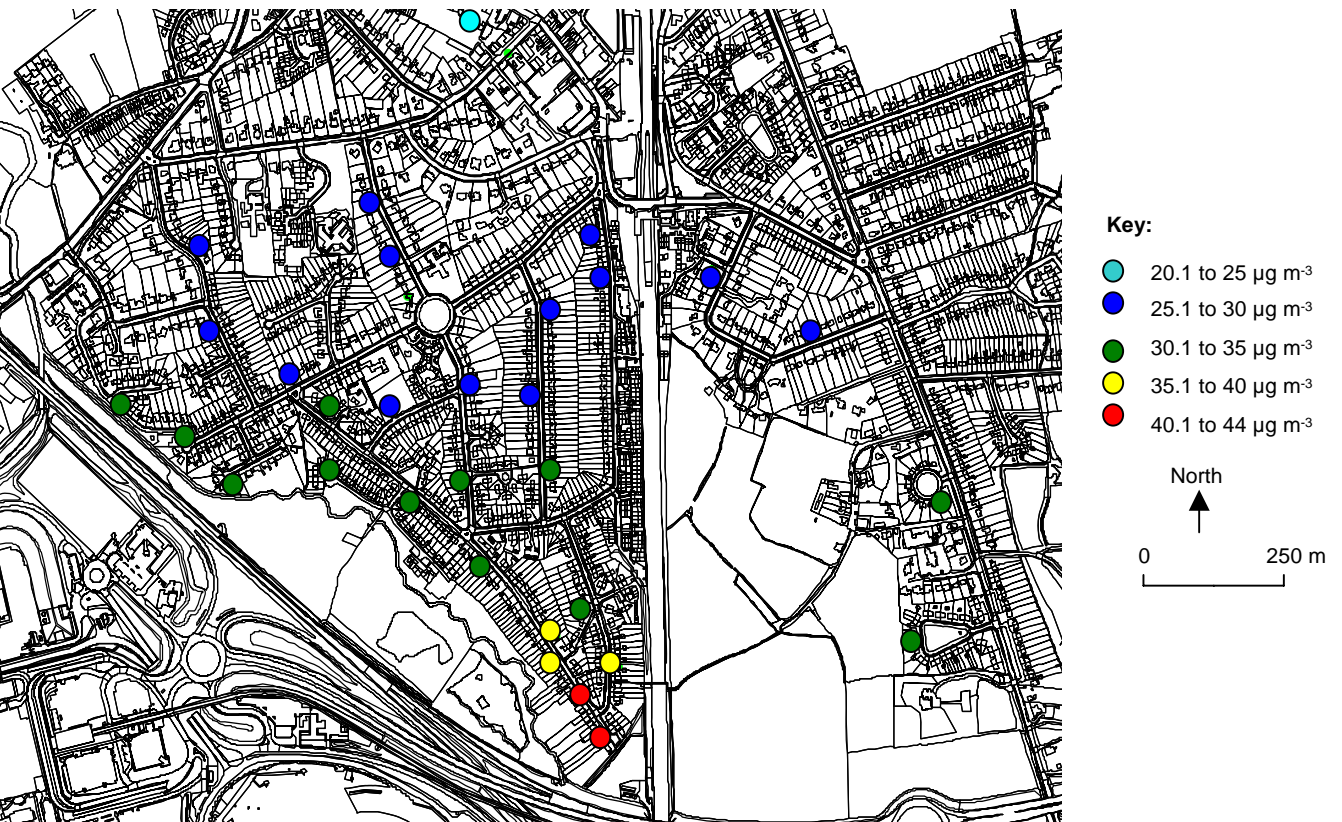 Key:
20.1 to 25 µg m-3
25.1 to 30 µg m-3
30.1 to 35 µg m-3
35.1 to 40 µg m-3
40.1 to 44 µg m-3
North
0 250 m